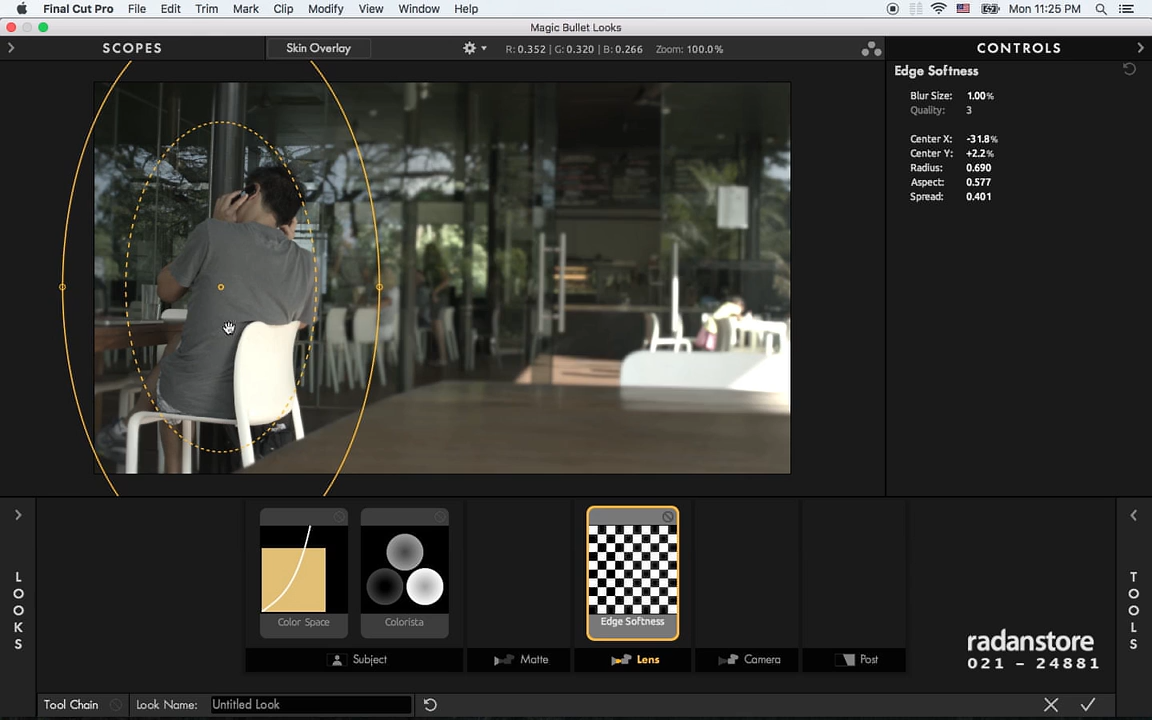 Final Cut Pro File Edit Trim Mark Clip Modify View Window Help Mon 11:25 PM
Magic Bullet Looks
SCOPES Skin Overlay R: 0.352 | G: 0.320 | B: 0.266 Zoom: 100.0% CONTROLS
Edge Softness
Blur Size: 1.00%
Quality: 3
Center X: -31.8%
Center Y: +2.2%
Radius: 0.690
Aspect: 0.577
Spread: 0.401
LOOKS
TOOLS
Color Space Colorista Edge Softness
Subject Matte Lens Camera Post
radanstore
021 - 24881
Tool Chain Look Name: Untitled Look